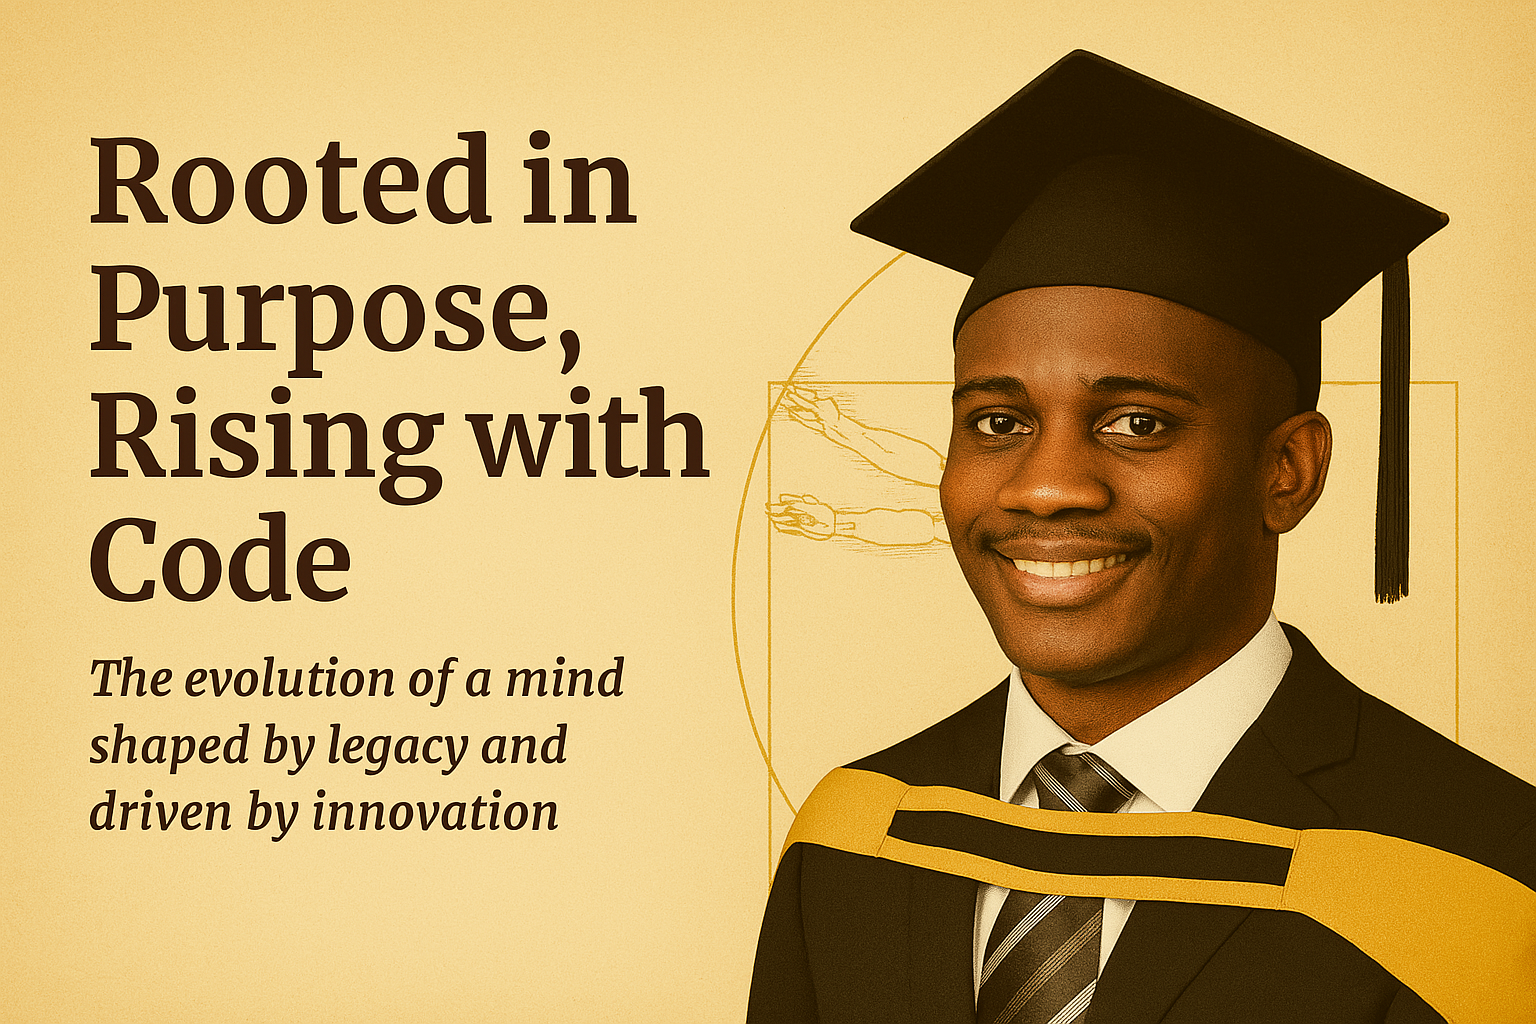 Rooted in
Purpose,
Rising with
Code
The evolution of a mind
shaped by legacy and
driven by innovation